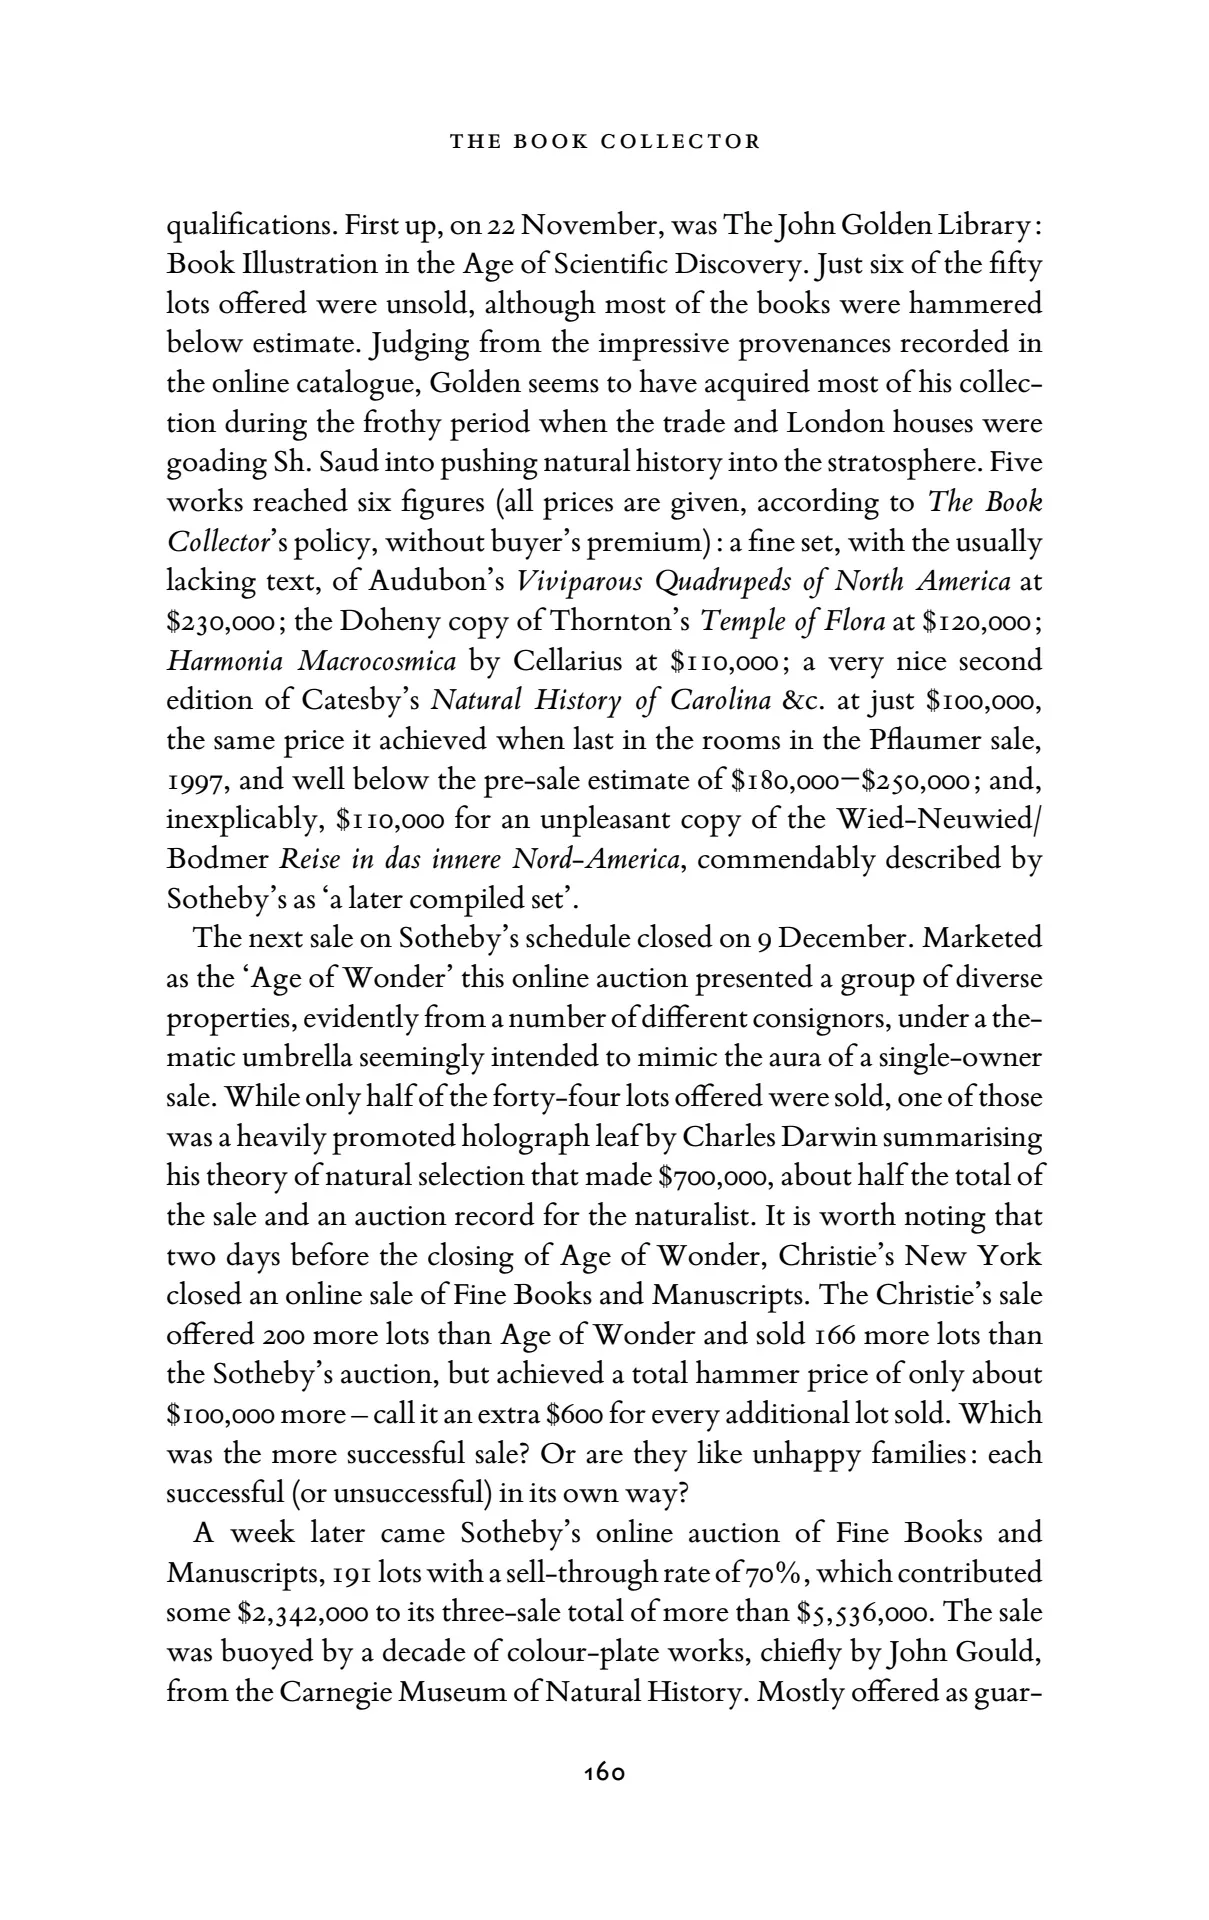 THE BOOK COLLECTOR
qualifications. First up, on 22 November, was The John Golden Library:
Book Illustration in the Age of Scientific Discovery. Just six of the fifty
lots offered were unsold, although most of the books were hammered
below estimate. Judging from the impressive provenances recorded in
the online catalogue, Golden seems to have acquired most of his collec-
tion during the frothy period when the trade and London houses were
goading Sh. Saud into pushing natural history into the stratosphere. Five
works reached six figures (all prices are given, according to The Book
Collector’s policy, without buyer’s premium): a fine set, with the usually
lacking text, of Audubon’s Viviparous Quadrupeds of North America at
$230,000; the Doheny copy of Thornton’s Temple of Flora at $120,000;
Harmonia Macrocosmica by Cellarius at $110,000; a very nice second
edition of Catesby’s Natural History of Carolina &c. at just $100,000,
the same price it achieved when last in the rooms in the Pflaumer sale,
1997, and well below the pre-sale estimate of $180,000–$250,000; and,
inexplicably, $110,000 for an unpleasant copy of the Wied-Neuwied/
Bodmer Reise in das innere Nord-America, commendably described by
Sotheby’s as ‘a later compiled set’.
The next sale on Sotheby’s schedule closed on 9 December. Marketed
as the ‘Age of Wonder’ this online auction presented a group of diverse
properties, evidently from a number of different consignors, under a the-
matic umbrella seemingly intended to mimic the aura of a single-owner
sale. While only half of the forty-four lots offered were sold, one of those
was a heavily promoted holograph leaf by Charles Darwin summarising
his theory of natural selection that made $700,000, about half the total of
the sale and an auction record for the naturalist. It is worth noting that
two days before the closing of Age of Wonder, Christie’s New York
closed an online sale of Fine Books and Manuscripts. The Christie’s sale
offered 200 more lots than Age of Wonder and sold 166 more lots than
the Sotheby’s auction, but achieved a total hammer price of only about
$100,000 more – call it an extra $600 for every additional lot sold. Which
was the more successful sale? Or are they like unhappy families: each
successful (or unsuccessful) in its own way?
A week later came Sotheby’s online auction of Fine Books and
Manuscripts, 191 lots with a sell-through rate of 70%, which contributed
some $2,342,000 to its three-sale total of more than $5,536,000. The sale
was buoyed by a decade of colour-plate works, chiefly by John Gould,
from the Carnegie Museum of Natural History. Mostly offered as guar-
160